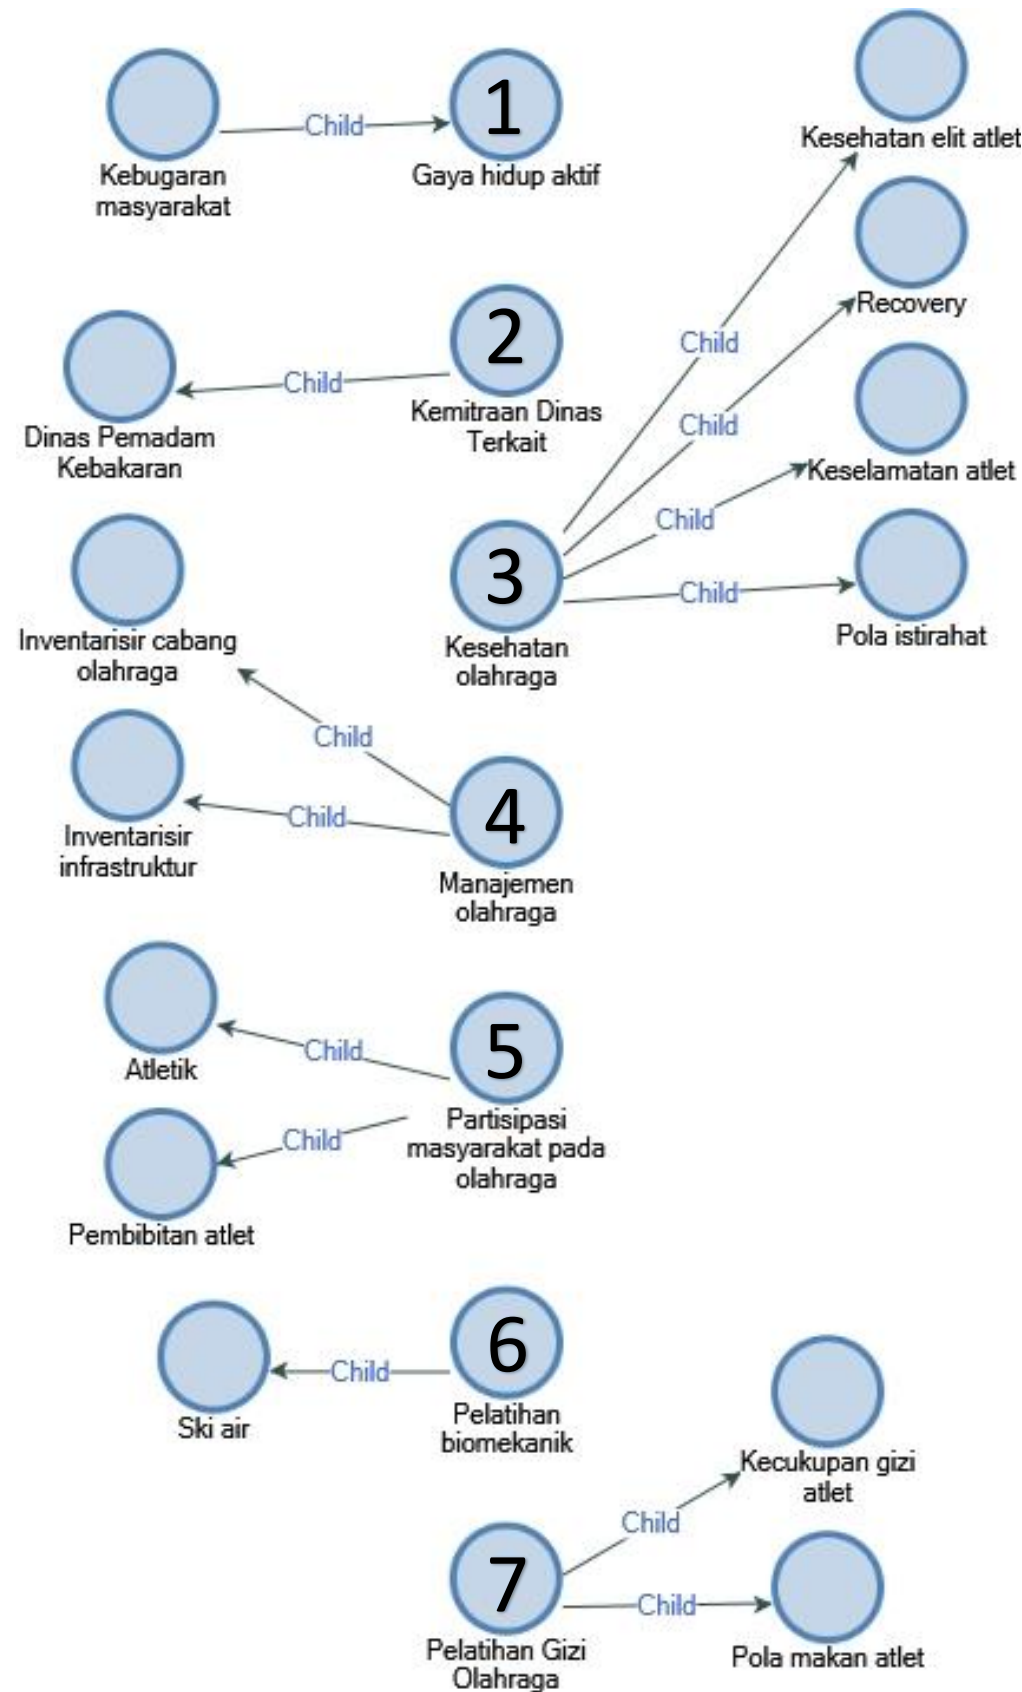 1
Child
Kebugaran
masyarakat
Gaya hidup aktif
Kesehatan elit atlet
2
Child
Kemitraan Dinas
Terkait
Dinas Pemadam
Kebakaran
Child
Recovery
Child
Keselamatan atlet
Child
3
Child
Kesehatan
olahraga
Pola istirahat
Inventarisir cabang
olahraga
Child
4
Child
Inventarisir
infrastruktur
Manajemen
olahraga
5
Child
Atletik
Partisipasi
masyarakat pada
olahraga
Child
Pembibitan atlet
6
Child
Ski air
Pelatihan
biomekanik
Kecukupan gizi
atlet
Child
7
Child
Pelatihan Gizi
Olahraga
Pola makan atlet